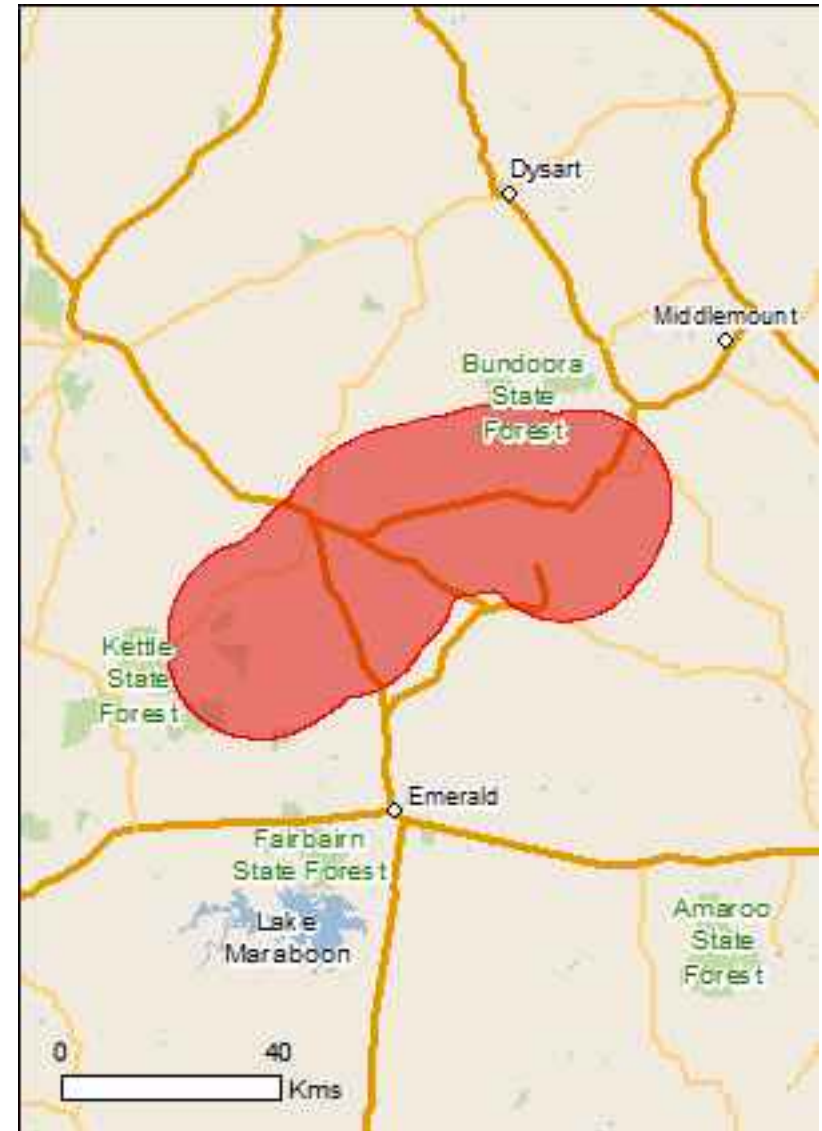 Dysart
Middlemount
Bundoora
State
Forest
Kettle
State
Forest
Emerald
Fairbairn
State Forest
Lake
Maraboon
Amaroo
State
Forest
0 40
Kms